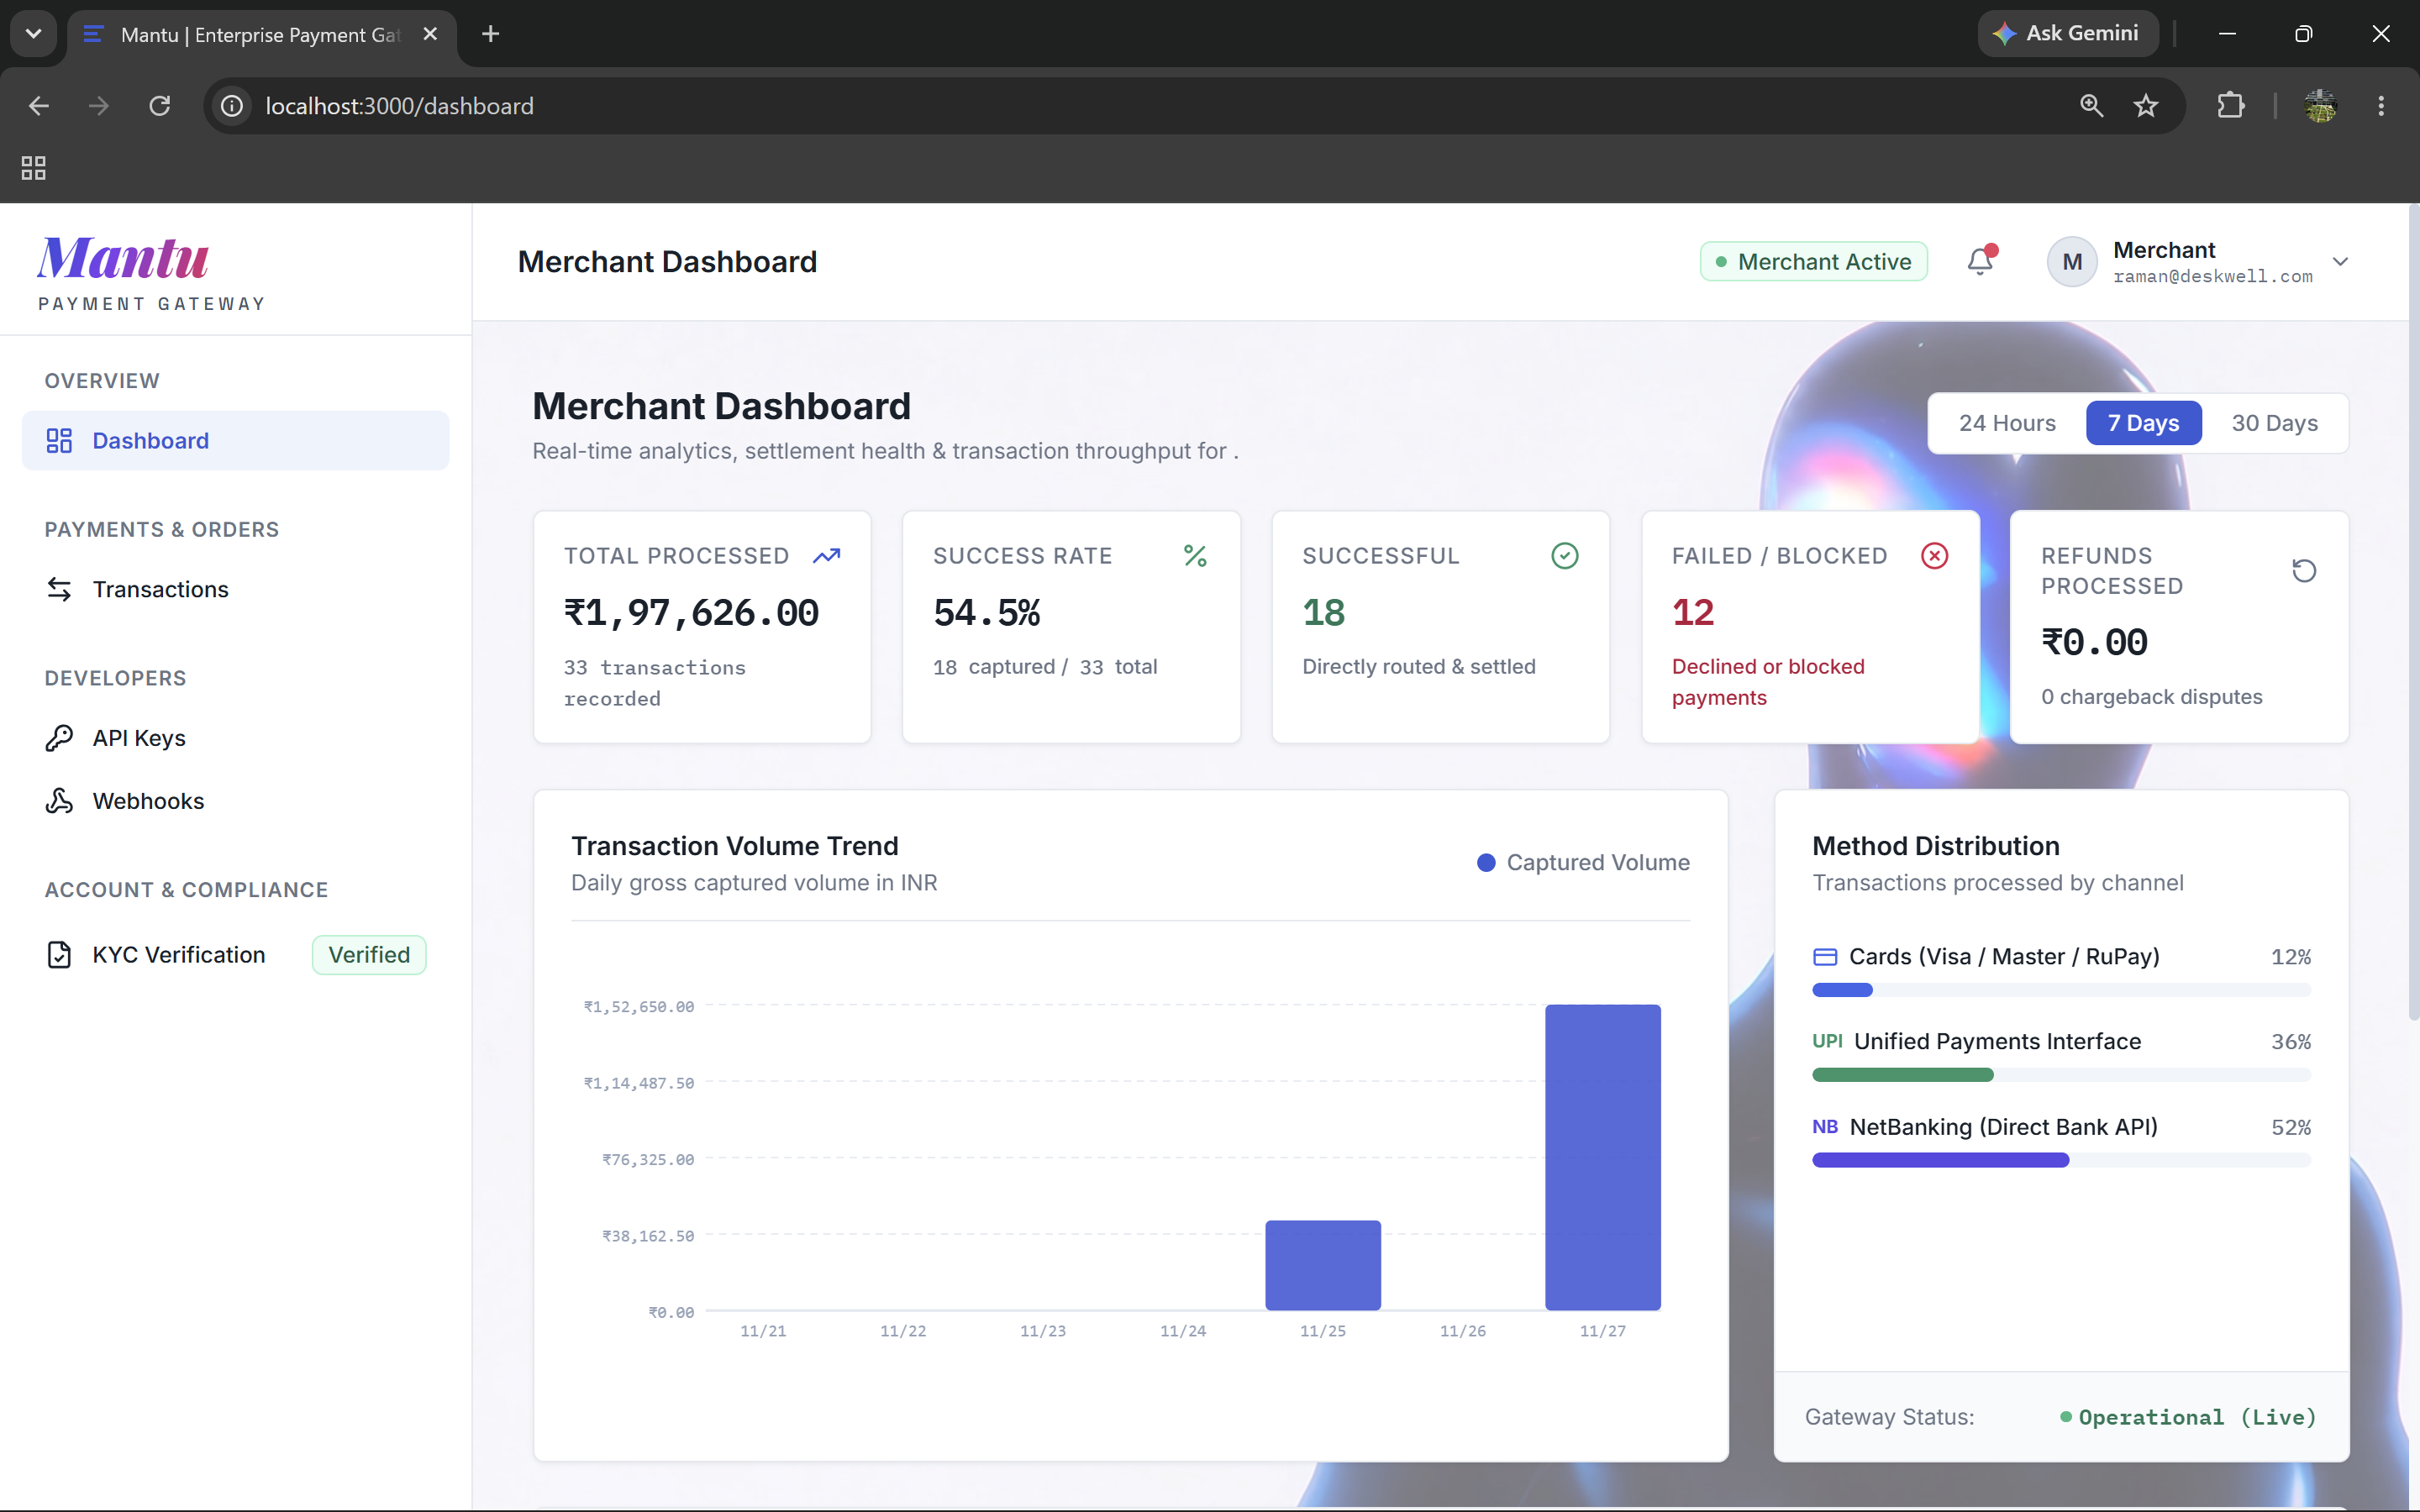 Mantu | Enterprise Payment Gat
Ask Gemini
localhost:3000/dashboard
Mantu
PAYMENT GATEWAY
OVERVIEW
Dashboard
PAYMENTS & ORDERS
Transactions
DEVELOPERS
API Keys
Webhooks
ACCOUNT & COMPLIANCE
KYC Verification
Verified
Merchant Dashboard
Merchant Active
M
Merchant
raman@deskwell.com
Merchant Dashboard
Real-time analytics, settlement health & transaction throughput for .
24 Hours
7 Days
30 Days
TOTAL PROCESSED
₹1,97,626.00
33 transactions
recorded
SUCCESS RATE
54.5%
18 captured / 33 total
SUCCESSFUL
18
Directly routed & settled
FAILED / BLOCKED
12
Declined or blocked
payments
REFUNDS
PROCESSED
₹0.00
0 chargeback disputes
Transaction Volume Trend
Daily gross captured volume in INR
Captured Volume
₹1,52,650.00
₹1,14,487.50
₹76,325.00
₹38,162.50
₹0.00
11/21
11/22
11/23
11/24
11/25
11/26
11/27
Method Distribution
Transactions processed by channel
Cards (Visa / Master / RuPay)
12%
UPI Unified Payments Interface
36%
NB NetBanking (Direct Bank API)
52%
Gateway Status:
Operational (Live)